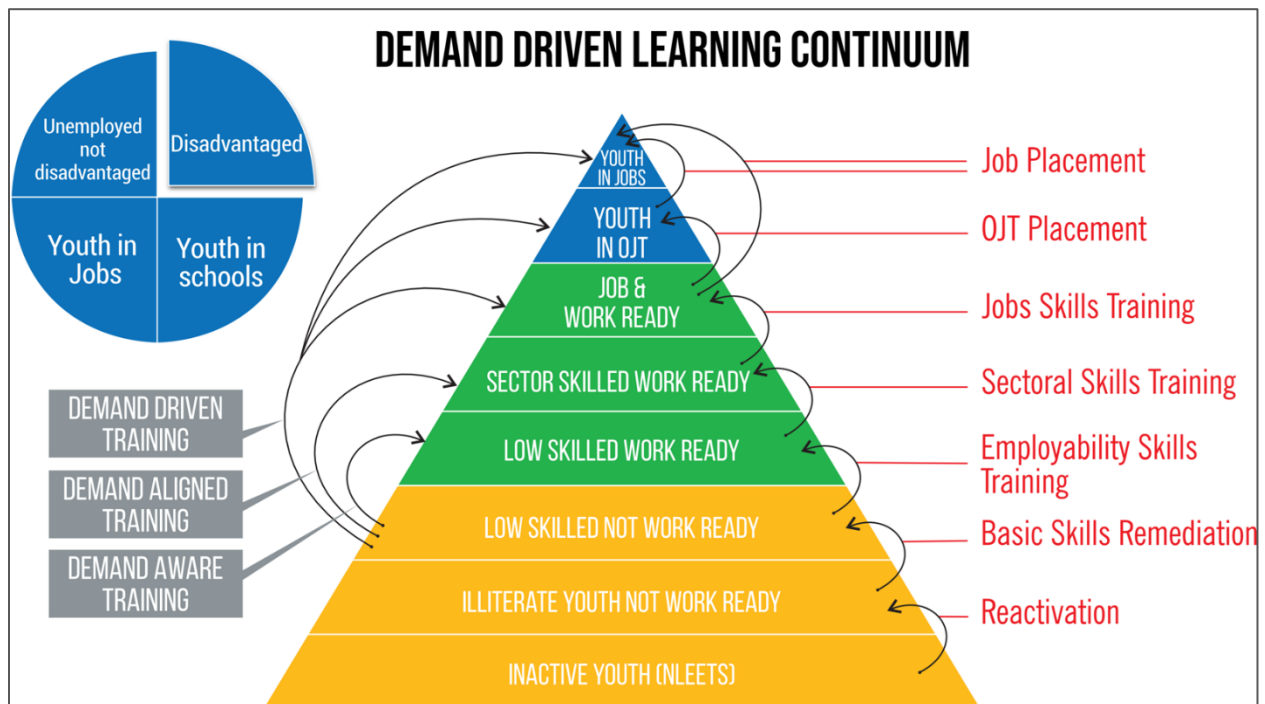 DEMAND DRIVEN LEARNING CONTINUUM
Unemployed
not
disadvantaged
Disadvantaged
Youth in
Jobs
Youth in
schools
DEMAND DRIVEN
TRAINING
DEMAND ALIGNED
TRAINING
DEMAND AWARE
TRAINING
YOUTH
IN JOBS
YOUTH
IN OJT
JOB &
WORK READY
SECTOR SKILLED WORK READY
LOW SKILLED WORK READY
LOW SKILLED NOT WORK READY
ILLITERATE YOUTH NOT WORK READY
INACTIVE YOUTH (NLEETS)
Job Placement
OJT Placement
Jobs Skills Training
Sectoral Skills Training
Employability Skills
Training
Basic Skills Remediation
Reactivation